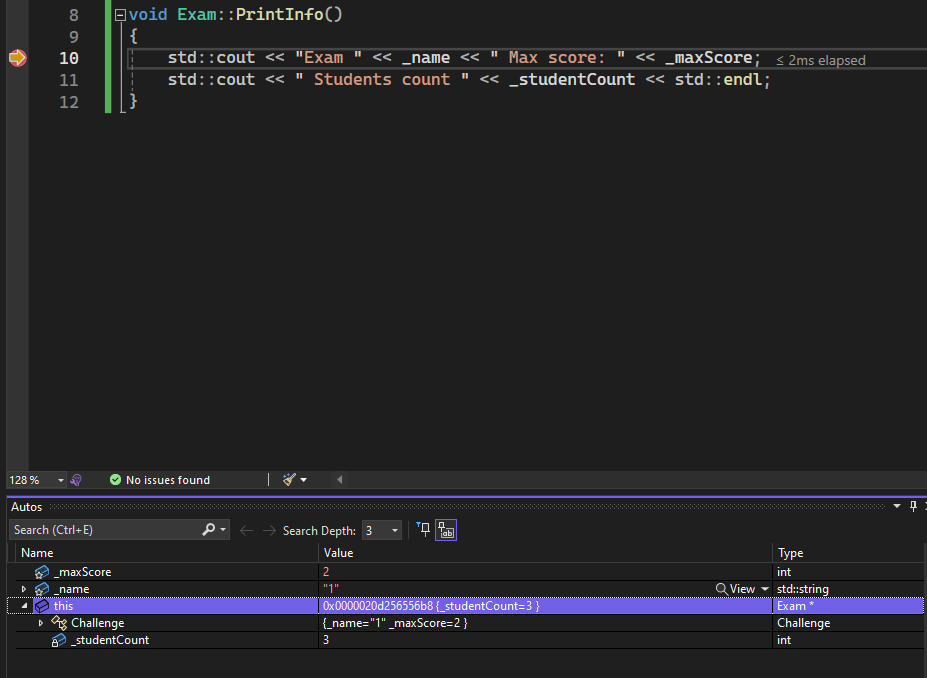 8 void Exam::PrintInfo()
9 {
10 std::cout << "Exam " << _name << " Max score: " << _maxScore; ≤ 2ms elapsed
11 std::cout << " Students count " << _studentCount << std::endl;
12 }
128 % No issues found
Autos
Search (Ctrl+E) Search Depth: 3
Name Value Type
_maxScore 2 int
_name "1" View std::string
this 0x0000020d256556b8 {_studentCount=3 } Exam *
Challenge {_name="1" _maxScore=2 } Challenge
_studentCount 3 int